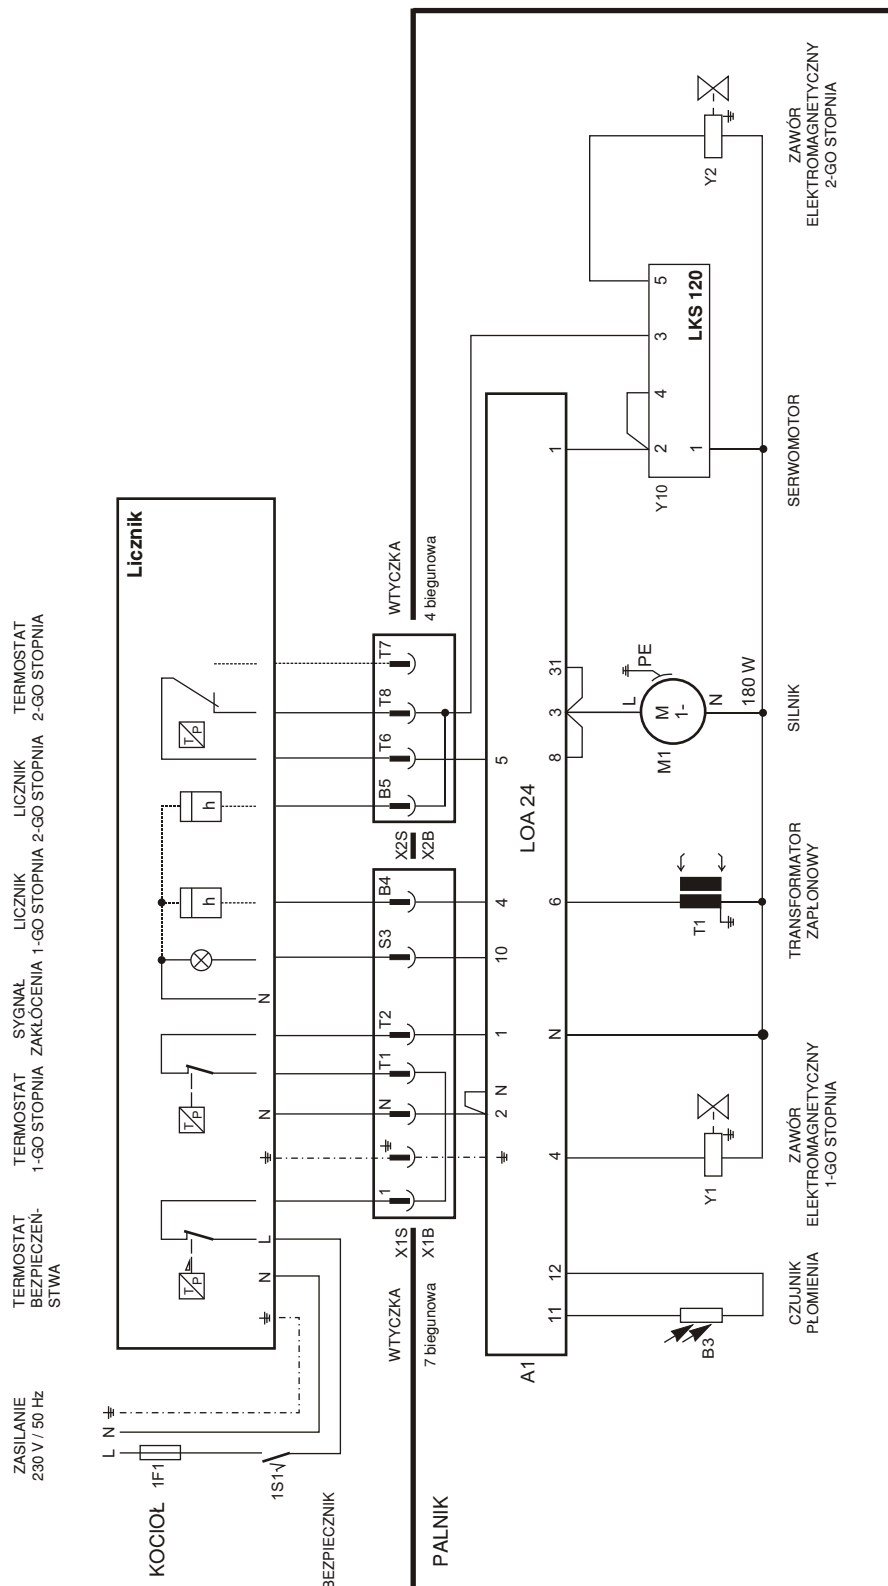 ZASILANIE
230 V / 50 Hz
TERMOSTAT
BEZPIECZEŃ-
STWA
TERMOSTAT
1-GO STOPNIA
SYGNAŁ
ZAKŁÓCENIA
LICZNIK
1-GO STOPNIA
LICZNIK
2-GO STOPNIA
TERMOSTAT
2-GO STOPNIA
L N
KOCIOŁ
1F1
1S1
BEZPIECZNIK
Licznik
T/P
T/P
h
h
T/P
N
L
N
N
WTYCZKA
7 biegunowa
X1S
X1B
1
N
T1
T2
S3
B4
X2S
X2B
B5
T6
T8
T7
WTYCZKA
4 biegunowa
PALNIK
A1
LOA 24
2
N
1
10
4
5
11
12
4
N
6
8
3
31
1
B3
Y1
T1
M1
M
1-
L
N
PE
180 W
Y10
LKS 120
2
4
3
5
1
Y2
CZUJNIK
PŁOMIENIA
ZAWÓR
ELEKTROMAGNETYCZNY
1-GO STOPNIA
TRANSFORMATOR
ZAPŁONOWY
SILNIK
SERWOMOTOR
ZAWÓR
ELEKTROMAGNETYCZNY
2-GO STOPNIA